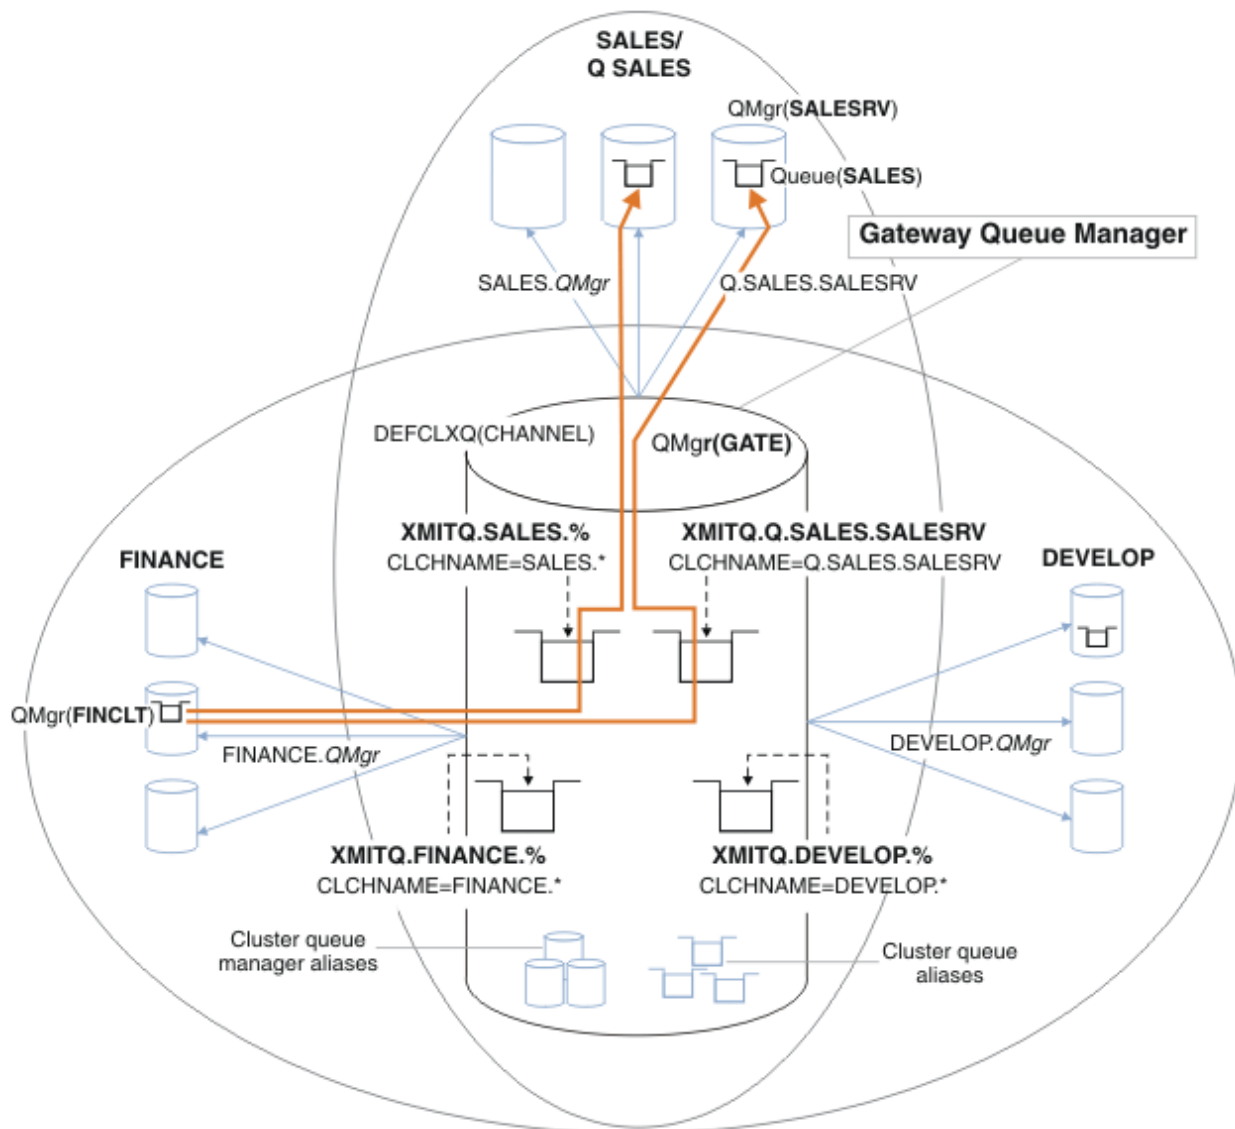 SALES/
Q SALES
QMgr(SALESRV)
Queue(SALES)
Gateway Queue Manager
SALES.QMgr
Q.SALES.SALESRV
DEFCLXQ(CHANNEL)
QMgr(GATE)
XMITQ.SALES.%
CLCHNAME=SALES.*
XMITQ.Q.SALES.SALESRV
CLCHNAME=Q.SALES.SALESRV
FINANCE
DEVELOP
QMgr(FINCLT)
FINANCE.QMgr
DEVELOP.QMgr
XMITQ.FINANCE.%
CLCHNAME=FINANCE.*
XMITQ.DEVELOP.%
CLCHNAME=DEVELOP.*
Cluster queue
manager aliases
Cluster queue
aliases